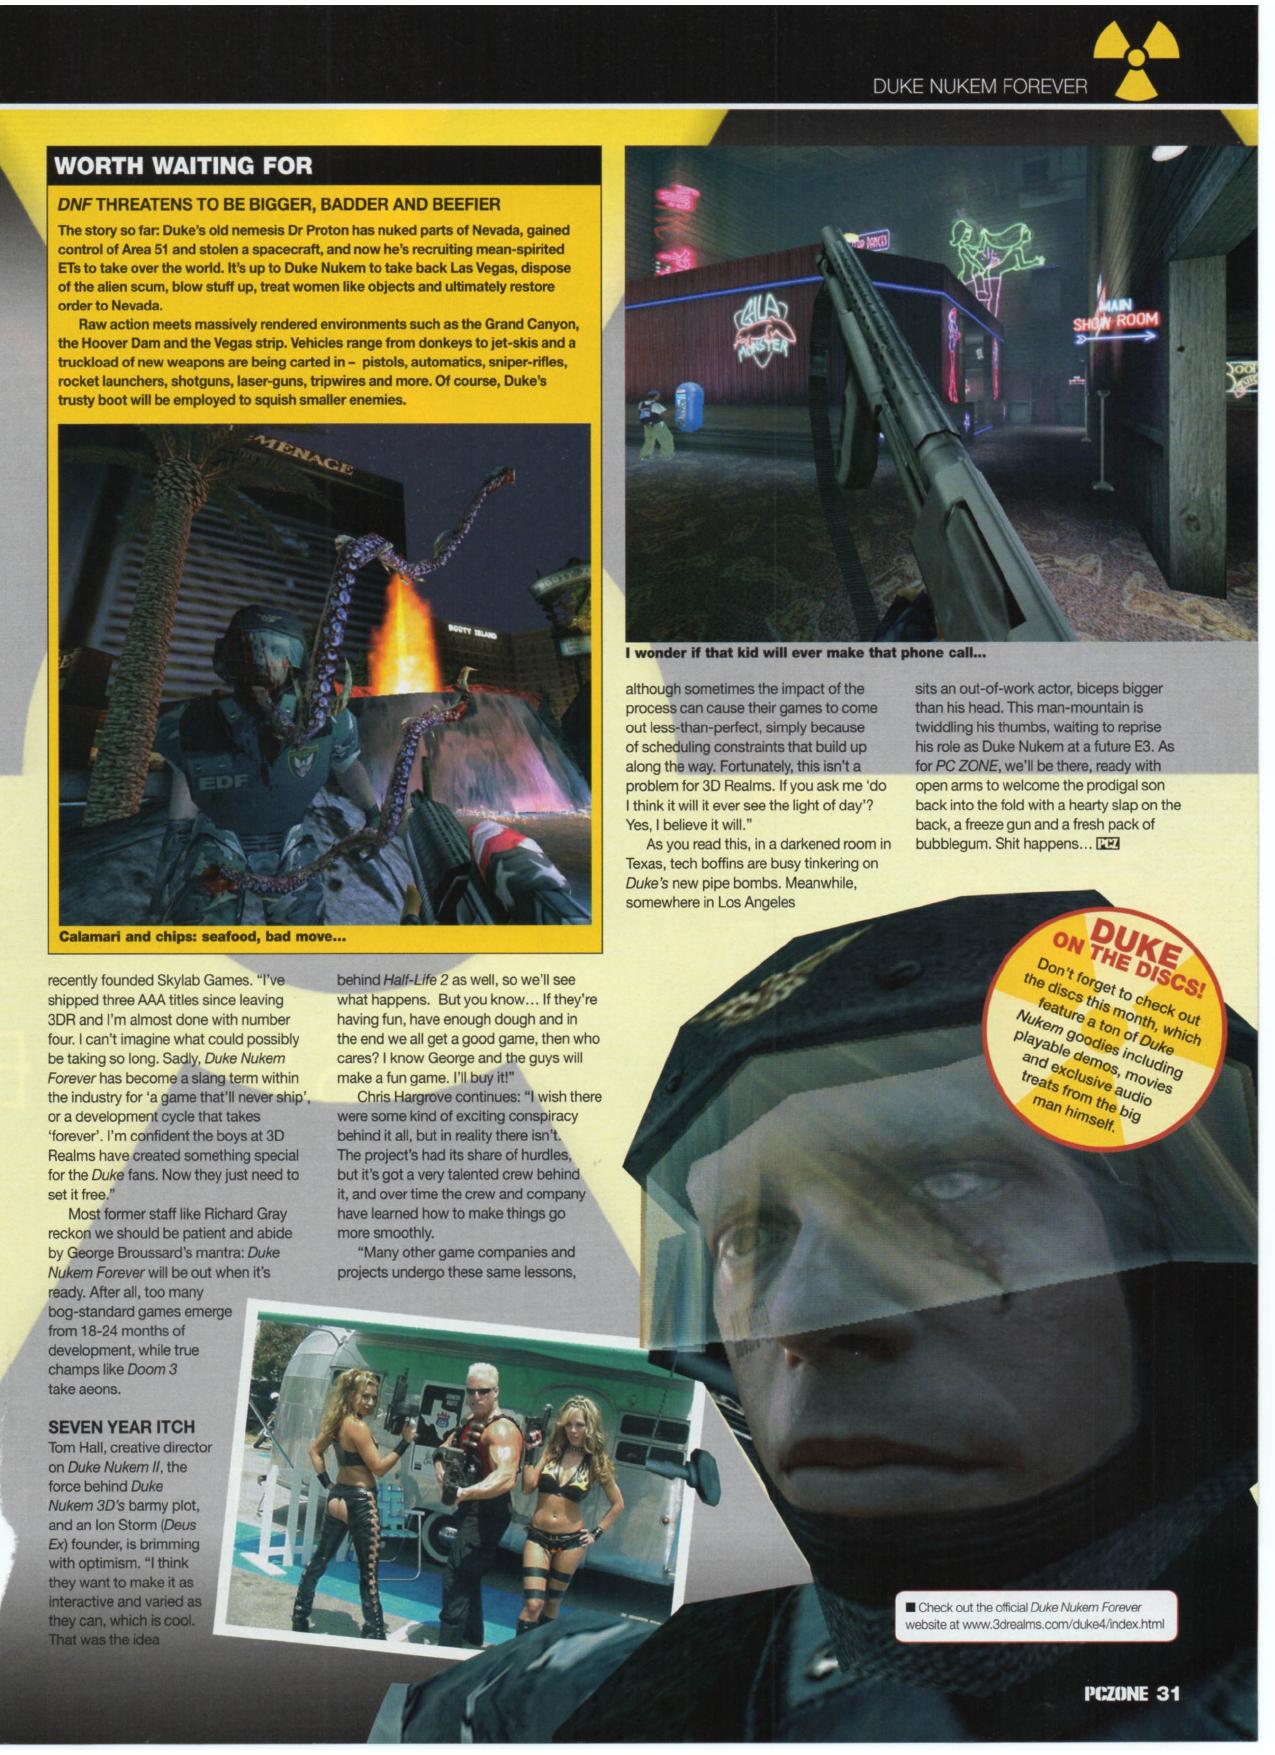 DUKE NUKEM FOREVER
WORTH WAITING FOR
DNF THREATENS TO BE BIGGER, BADDER AND BEEFIER
The story so far: Duke's old nemesis Dr Proton has nuked parts of Nevada, gained
control of Area 51 and stolen a spacecraft, and now he's recruiting mean-spirited
ETs to take over the world. It's up to Duke Nukem to take back Las Vegas, dispose
of the alien scum, blow stuff up, treat women like objects and ultimately restore
order to Nevada.
Raw action meets massively rendered environments such as the Grand Canyon,
the Hoover Dam and the Vegas strip. Vehicles range from donkeys to jet-skis and a
truckload of new weapons are being carted in – pistols, automatics, sniper-rifles,
rocket launchers, shotguns, laser-guns, tripwires and more. Of course, Duke's
trusty boot will be employed to squish smaller enemies.
MENAGE
BOOTY ISLAND
EDF
Calamari and chips: seafood, bad move...
recently founded Skylab Games. "I've
shipped three AAA titles since leaving
3DR and I'm almost done with number
four. I can't imagine what could possibly
be taking so long. Sadly, Duke Nukem
Forever has become a slang term within
the industry for 'a game that'll never ship',
or a development cycle that takes
'forever'. I'm confident the boys at 3D
Realms have created something special
for the Duke fans. Now they just need to
set it free."
Most former staff like Richard Gray
reckon we should be patient and abide
by George Broussard's mantra: Duke
Nukem Forever will be out when it's
ready. After all, too many
bog-standard games emerge
from 18-24 months of
development, while true
champs like Doom 3
take aeons.
SEVEN YEAR ITCH
Tom Hall, creative director
on Duke Nukem II, the
force behind Duke
Nukem 3D's barmy plot,
and an Ion Storm (Deus
Ex) founder, is brimming
with optimism. "I think
they want to make it as
interactive and varied as
they can, which is cool.
That was the idea
behind Half-Life 2 as well, so we'll see
what happens. But you know... If they're
having fun, have enough dough and in
the end we all get a good game, then who
cares? I know George and the guys will
make a fun game. I'll buy it!"
Chris Hargrove continues: "I wish there
were some kind of exciting conspiracy
behind it all, but in reality there isn't.
The project's had its share of hurdles,
but it's got a very talented crew behind
it, and over time the crew and company
have learned how to make things go
more smoothly.
"Many other game companies and
projects undergo these same lessons,
GILA
MONSTER
MAIN
SHOW ROOM
I wonder if that kid will ever make that phone call...
although sometimes the impact of the
process can cause their games to come
out less-than-perfect, simply because
of scheduling constraints that build up
along the way. Fortunately, this isn't a
problem for 3D Realms. If you ask me 'do
I think it will it ever see the light of day'?
Yes, I believe it will."
As you read this, in a darkened room in
Texas, tech boffins are busy tinkering on
Duke's new pipe bombs. Meanwhile,
somewhere in Los Angeles
sits an out-of-work actor, biceps bigger
than his head. This man-mountain is
twiddling his thumbs, waiting to reprise
his role as Duke Nukem at a future E3. As
for PC ZONE, we'll be there, ready with
open arms to welcome the prodigal son
back into the fold with a hearty slap on the
back, a freeze gun and a fresh pack of
bubblegum. Shit happens... PCZ
DUKE
ON THE DISCS!
Don't forget to check out
the discs this month, which
feature a ton of Duke
Nukem goodies including
playable demos, movies
and exclusive audio
treats from the big
man himself.
■ Check out the official Duke Nukem Forever
website at www.3drealms.com/duke4/index.html
PCZONE 31